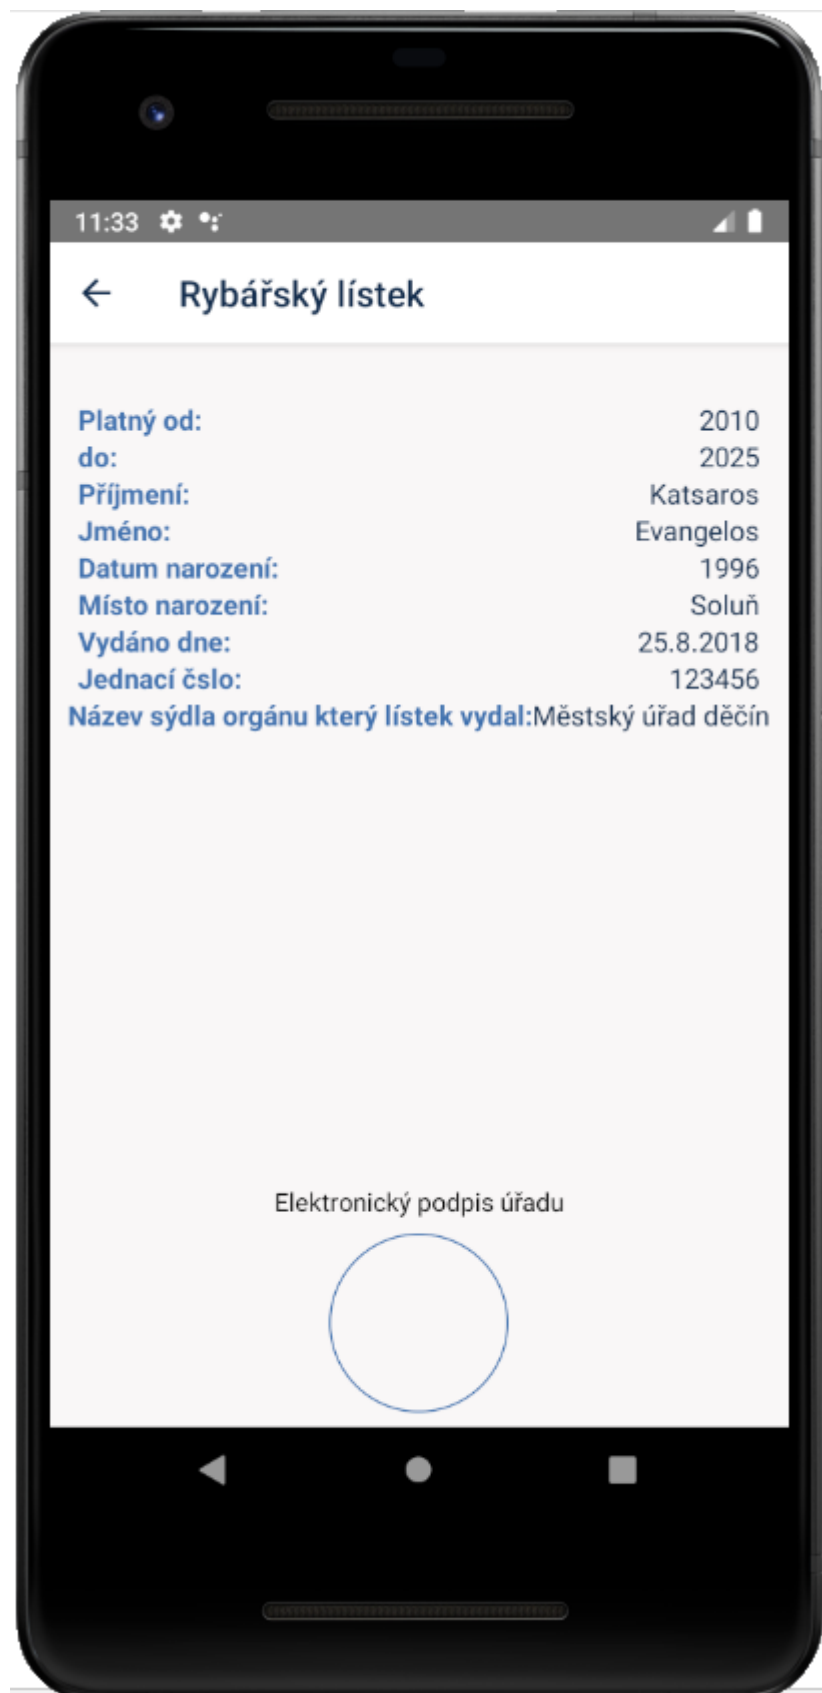 11:33
Rybářský lístek
Platný od: 2010
do: 2025
Příjmení: Katsaros
Jméno: Evangelos
Datum narození: 1996
Místo narození: Soluň
Vydáno dne: 25.8.2018
Jednací čslo: 123456
Název sýdla orgánu který lístek vydal:Městský úřad děčín
Elektronický podpis úřadu